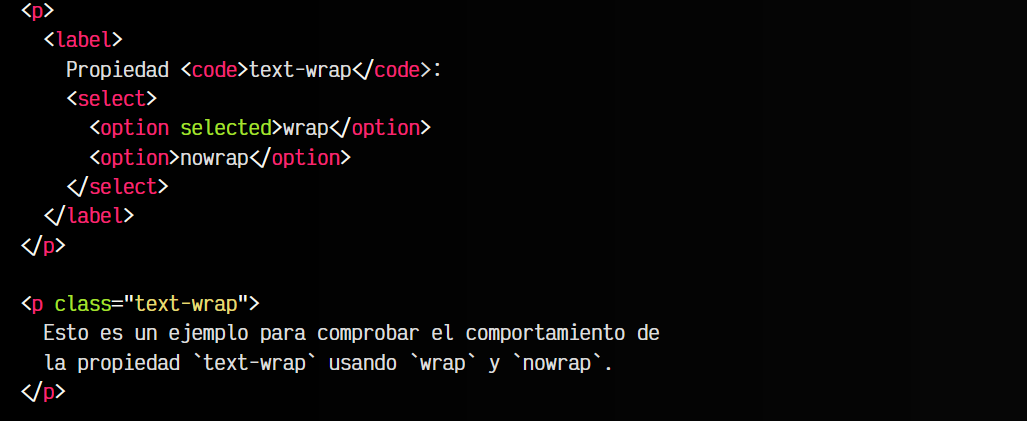 <p>
<label>
Propiedad <code>text-wrap</code>:
<select>
<option selected>wrap</option>
<option>nowrap</option>
</select>
</label>
</p>
<p class="text-wrap">
Esto es un ejemplo para comprobar el comportamiento de
la propiedad `text-wrap` usando `wrap` y `nowrap`.
</p>